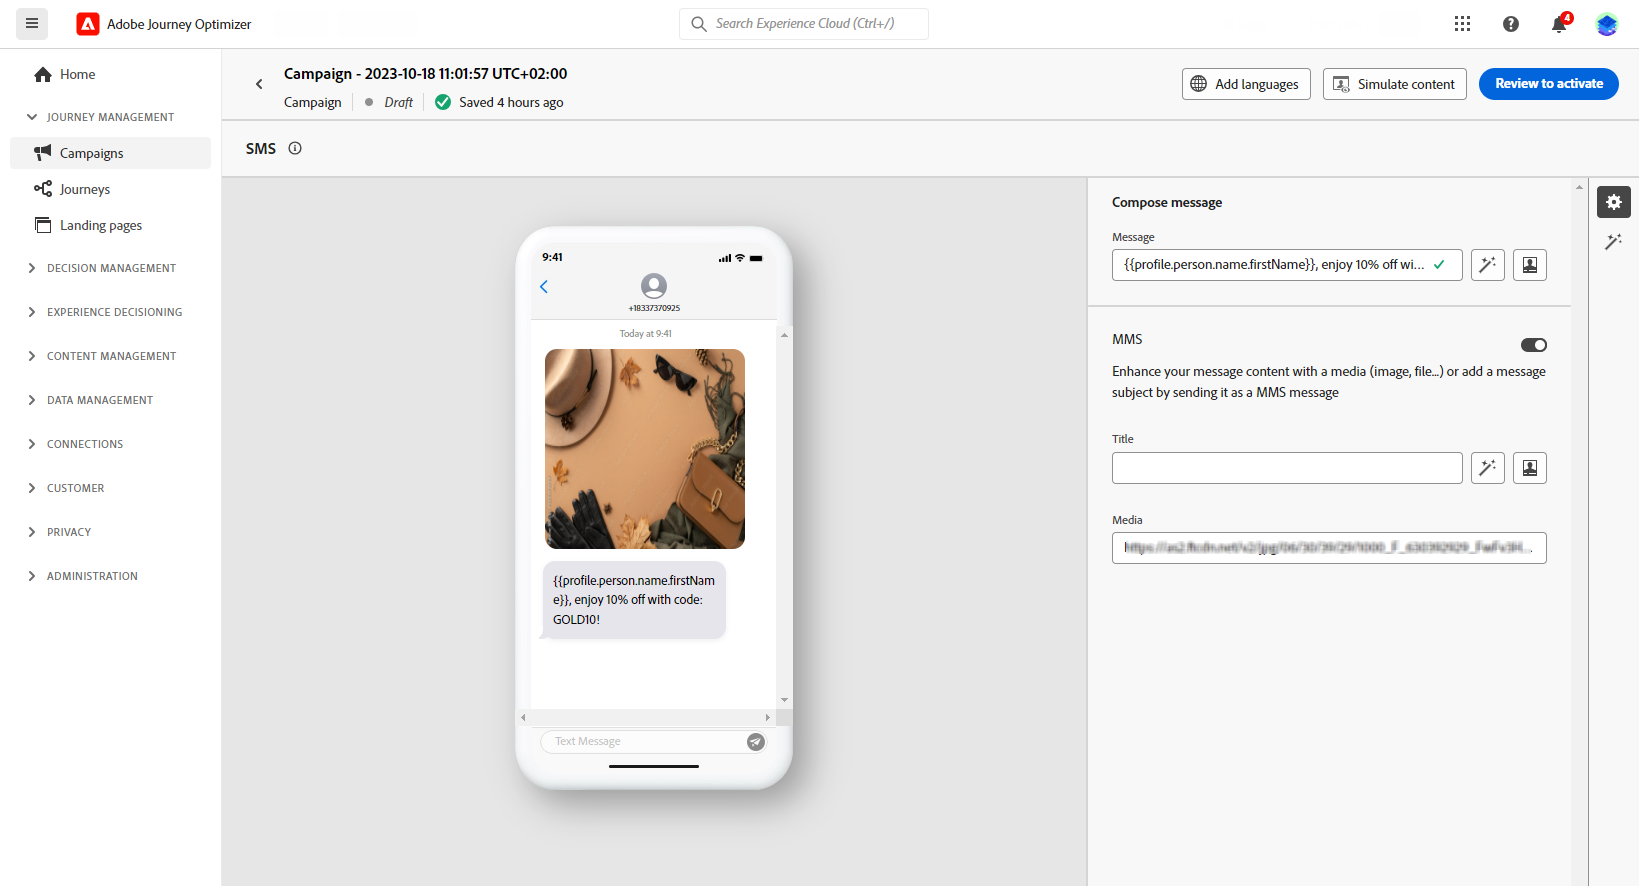 Adobe Journey Optimizer
Search Experience Cloud (Ctrl+/)
4
Home
JOURNEY MANAGEMENT
Campaigns
Journeys
Landing pages
DECISION MANAGEMENT
EXPERIENCE DECISIONING
CONTENT MANAGEMENT
DATA MANAGEMENT
CONNECTIONS
CUSTOMER
PRIVACY
ADMINISTRATION
Campaign - 2023-10-18 11:01:57 UTC+02:00
Campaign
Draft
Saved 4 hours ago
Add languages
Simulate content
Review to activate
SMS
9:41
+18337370925
Today at 9:41
{{profile.person.name.firstNam
e}}, enjoy 10% off with code:
GOLD10!
Text Message
Compose message
Message
{{profile.person.name.firstName}}, enjoy 10% off wi...
MMS
Enhance your message content with a media (image, file...) or add a message
subject by sending it as a MMS message
Title
Media